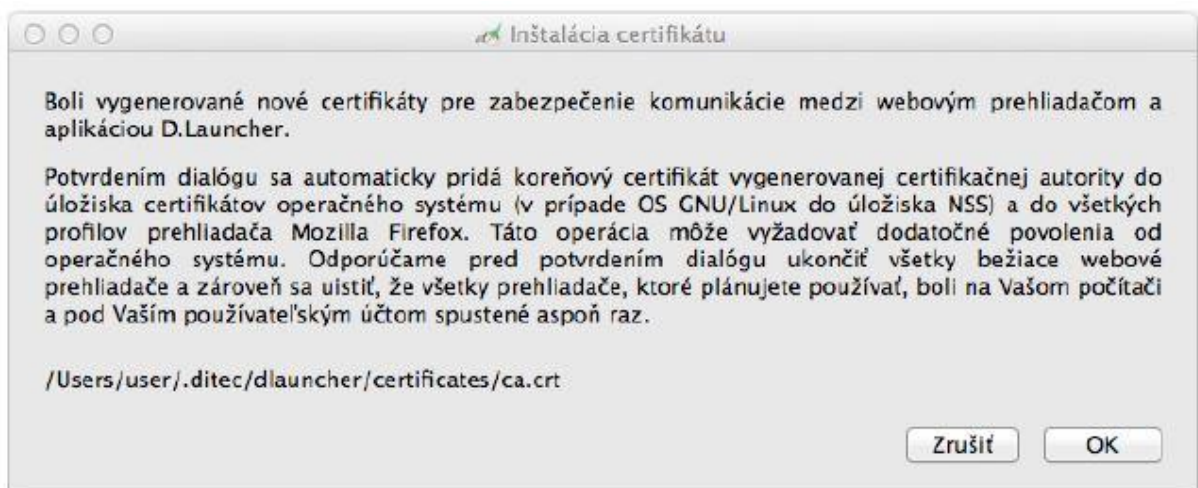 Inštalácia certifikátu
Boli vygenerované nové certifikáty pre zabezpečenie komunikácie medzi webovým prehliadačom a
aplikáciou D.Launcher.
Potvrdením dialógu sa automaticky pridá koreňový certifikát vygenerovanej certifikačnej autority do
úložiska certifikátov operačného systému (v prípade OS GNU/Linux do úložiska NSS) a do všetkých
profilov prehliadača Mozilla Firefox. Táto operácia môže vyžadovať dodatočné povolenia od
operačného systému. Odporúčame pred potvrdením dialógu ukončiť všetky bežiace webové
prehliadače a zároveň sa uistiť, že všetky prehliadače, ktoré plánujete používať, boli na Vašom počítači
a pod Vaším používateľským účtom spustené aspoň raz.
/Users/user/.ditec/dlauncher/certificates/ca.crt
Zrušiť OK